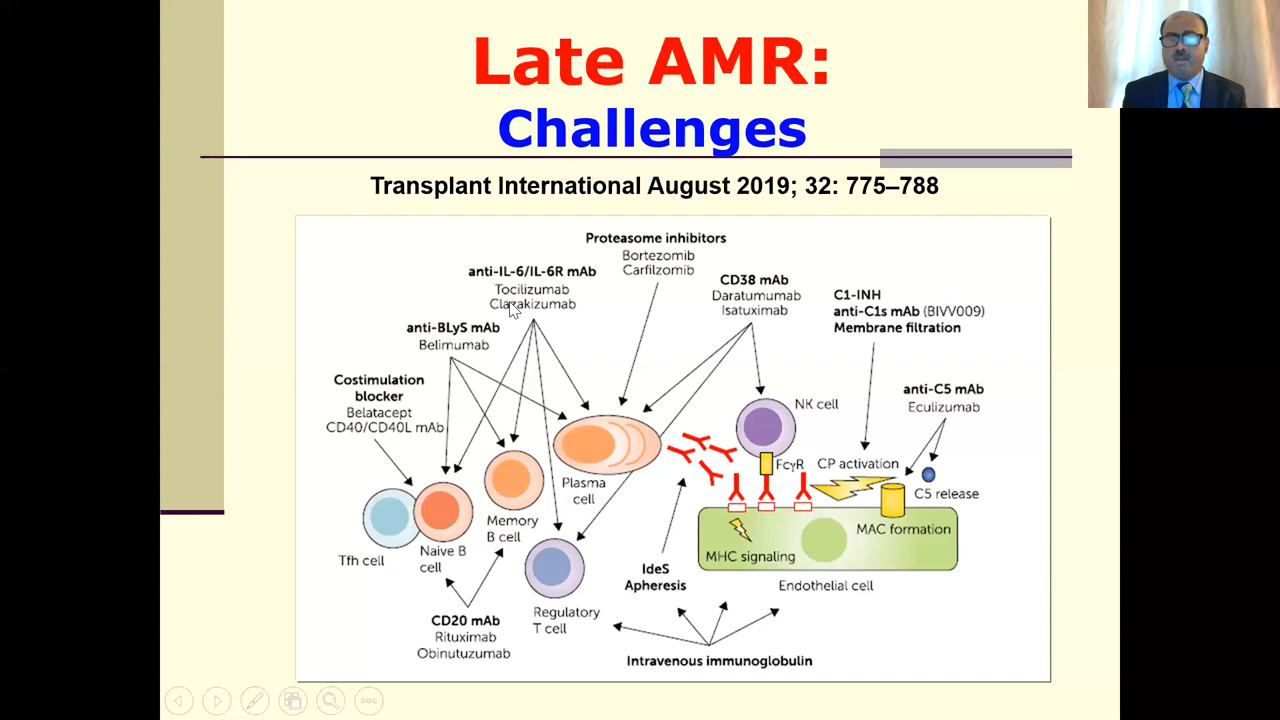 Late AMR:
Challenges
Transplant International August 2019; 32: 775–788
Proteasome inhibitors
Bortezomib
Carfilzomib
anti-IL-6/IL-6R mAb
Tocilizumab
Clazakizumab
CD38 mAb
Daratumumab
Isatuximab
C1-INH
anti-C1s mAb (BIVV009)
Membrane filtration
anti-BLyS mAb
Belimumab
Costimulation
blocker
Belatacept
CD40/CD40L mAb
anti-C5 mAb
Eculizumab
NK cell
FcγR
CP activation
C5 release
Plasma
cell
MAC formation
MHC signaling
Memory
B cell
Tfh cell
Naive B
cell
IdeS
Apheresis
Endothelial cell
Regulatory
T cell
CD20 mAb
Rituximab
Obinutuzumab
Intravenous immunoglobulin